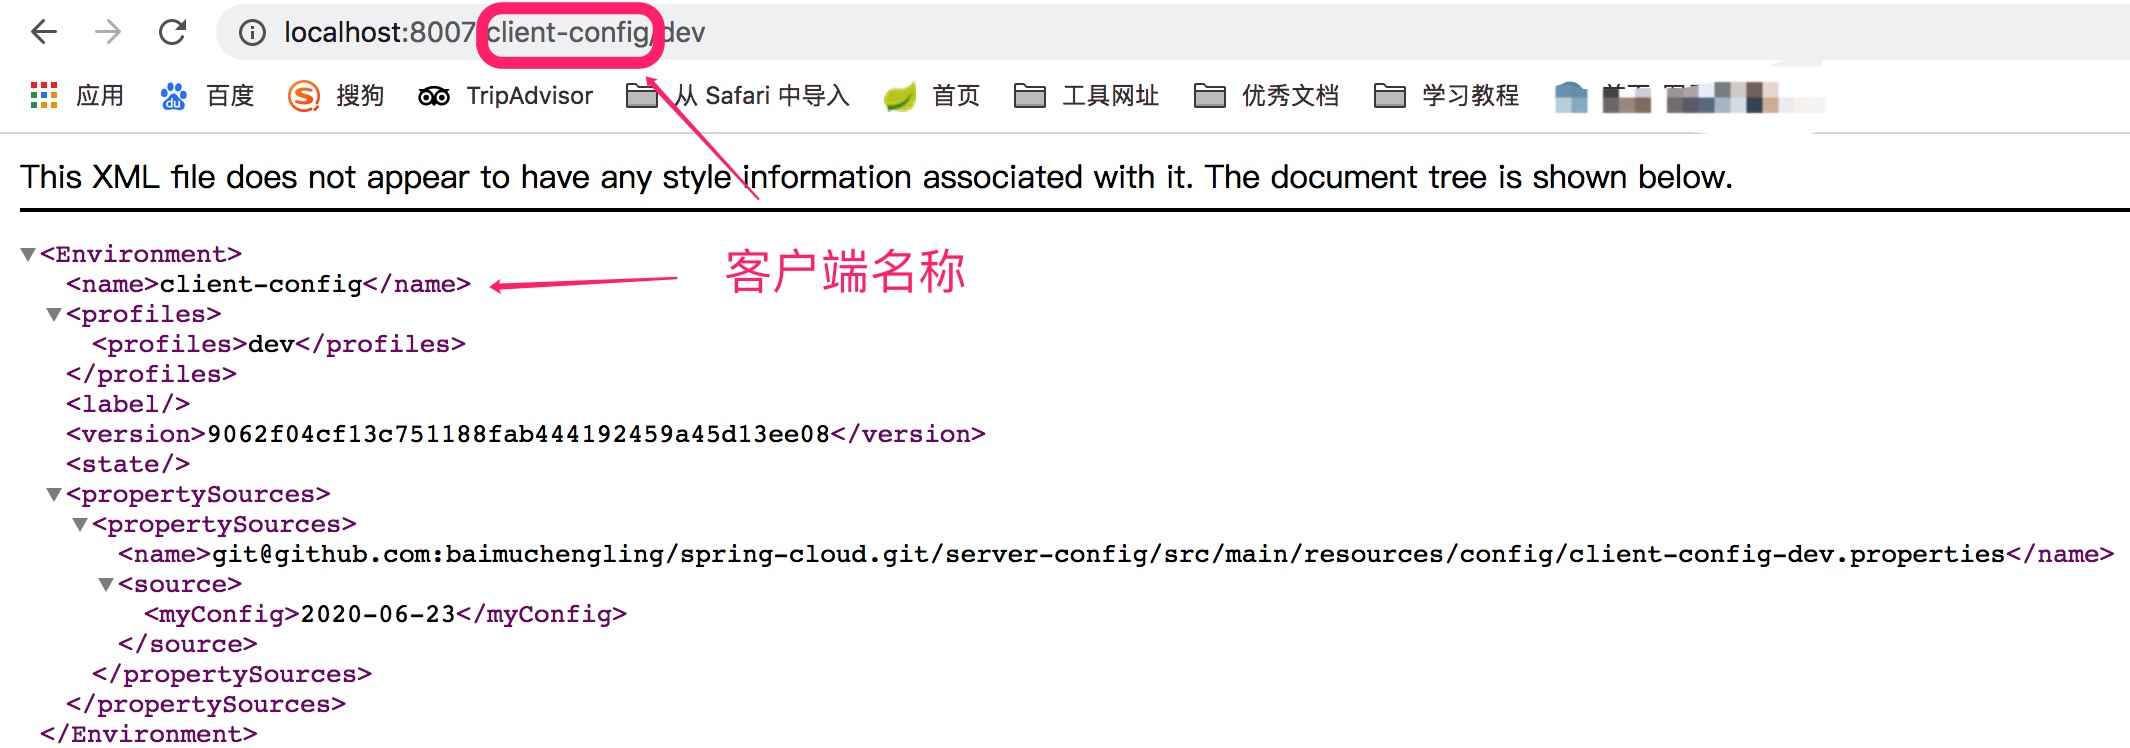 localhost:8007/client-config/dev
应用 百度 搜狗 TripAdvisor 从 Safari 中导入 首页 工具网址 优秀文档 学习教程
This XML file does not appear to have any style information associated with it. The document tree is shown below.
<Environment>
<name>client-config</name>
客户端名称
<profiles>
<profiles>dev</profiles>
</profiles>
<label/>
<version>9062f04cf13c751188fab444192459a45d13ee08</version>
<state/>
<propertySources>
<propertySources>
<name>git@github.com:baimuchengling/spring-cloud.git/server-config/src/main/resources/config/client-config-dev.properties</name>
<source>
<myConfig>2020-06-23</myConfig>
</source>
</propertySources>
</propertySources>
</Environment>